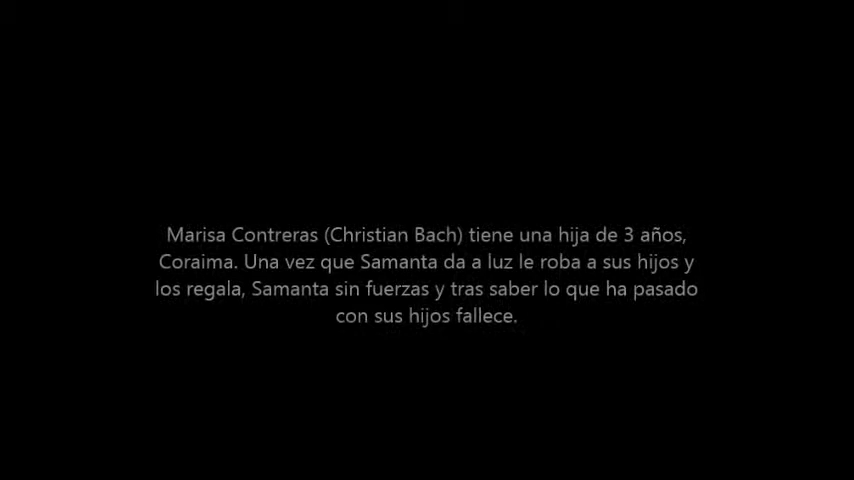 Marisa Contreras (Christian Bach) tiene una hija de 3 años,
Coraima. Una vez que Samanta da a luz le roba a sus hijos y
los regala, Samanta sin fuerzas y tras saber lo que ha pasado
con sus hijos fallece.